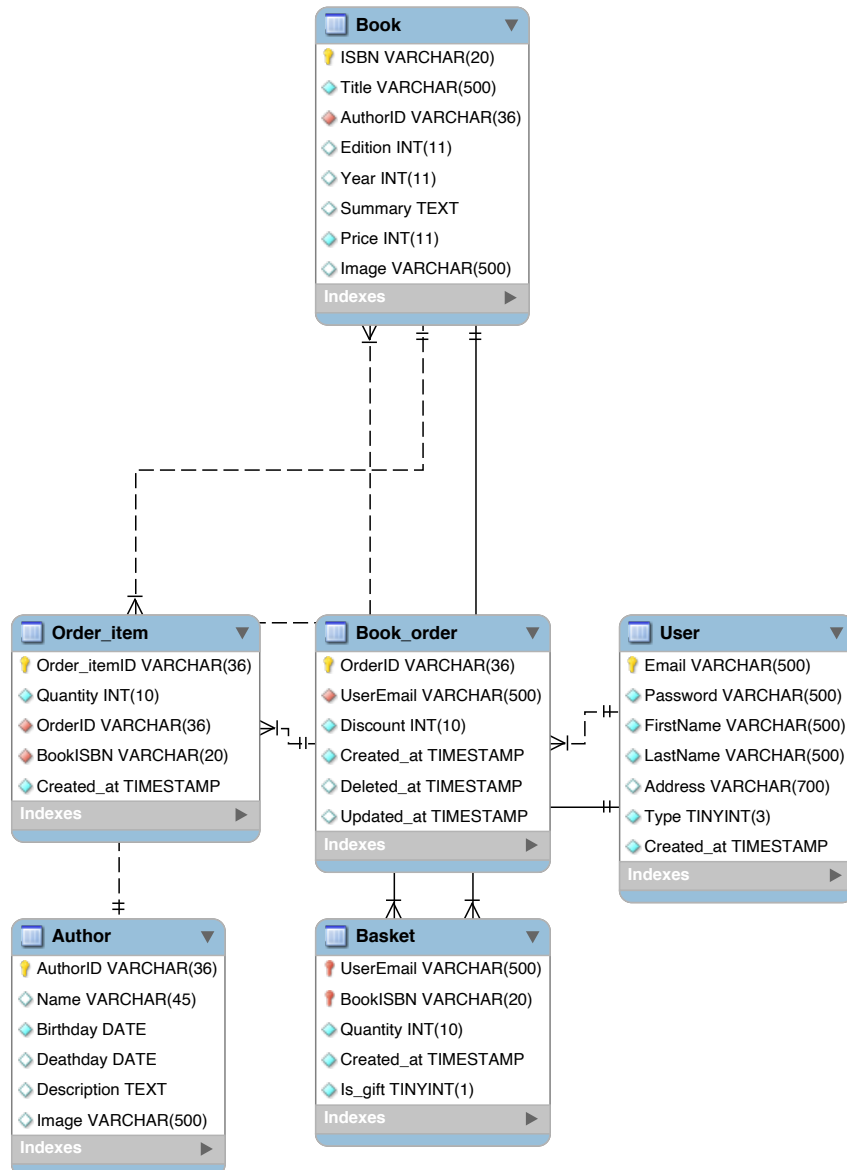 Book
ISBN VARCHAR(20)
Title VARCHAR(500)
AuthorID VARCHAR(36)
Edition INT(11)
Year INT(11)
Summary TEXT
Price INT(11)
Image VARCHAR(500)
Indexes
Order_item
Order_itemID VARCHAR(36)
Quantity INT(10)
OrderID VARCHAR(36)
BookISBN VARCHAR(20)
Created_at TIMESTAMP
Indexes
Book_order
OrderID VARCHAR(36)
UserEmail VARCHAR(500)
Discount INT(10)
Created_at TIMESTAMP
Deleted_at TIMESTAMP
Updated_at TIMESTAMP
Indexes
User
Email VARCHAR(500)
Password VARCHAR(500)
FirstName VARCHAR(500)
LastName VARCHAR(500)
Address VARCHAR(700)
Type TINYINT(3)
Created_at TIMESTAMP
Indexes
Author
AuthorID VARCHAR(36)
Name VARCHAR(45)
Birthday DATE
Deathday DATE
Description TEXT
Image VARCHAR(500)
Indexes
Basket
UserEmail VARCHAR(500)
BookISBN VARCHAR(20)
Quantity INT(10)
Created_at TIMESTAMP
Is_gift TINYINT(1)
Indexes